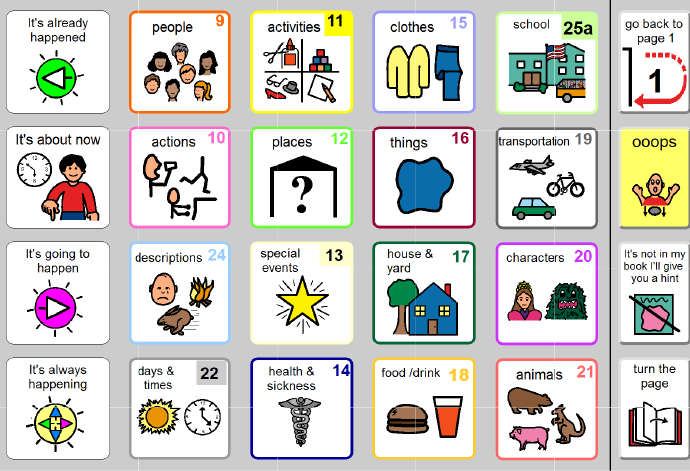 It's already
happened
people 9
activities 11
clothes 15
school 25a
go back to
page 1
1
It's about now
actions 10
places 12
?
things 16
transportation 19
ooops
It's going to
happen
descriptions 24
special
events 13
house &
yard 17
characters 20
It's not in my
book I'll give
you a hint
It's always
happening
days &
times 22
health &
sickness 14
food /drink 18
animals 21
turn the
page